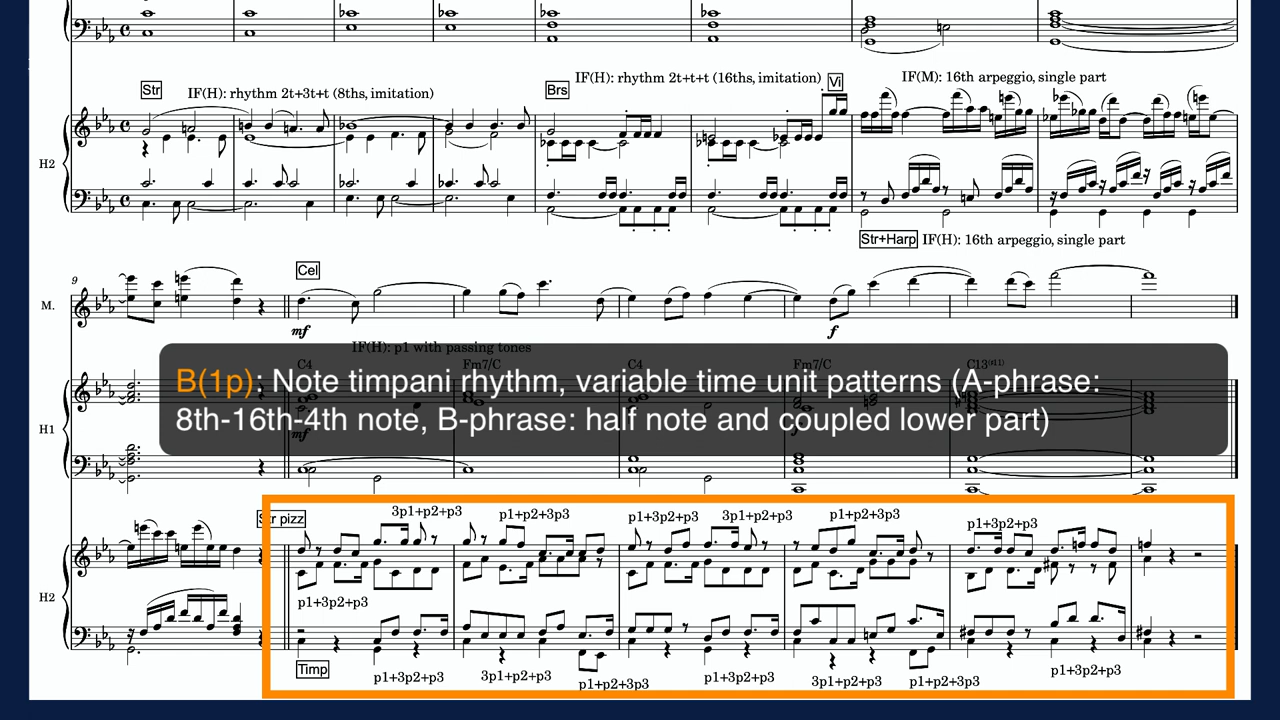 Str
IF(H): rhythm 2t+3t+t (8ths, imitation)
Brs
IF(H): rhythm 2t+t+t (16ths, imitation)
Vi
IF(M): 16th arpeggio, single part
H2
Str+Harp
IF(H): 16th arpeggio, single part
9
Cel
M.
mf
f
IF(H): p1 with passing tones
C4
Fm7/C
C4
Fm7/C
B(1p): Note timpani rhythm, variable time unit patterns (A-phrase:
8th-16th-4th note, B-phrase: half note and coupled lower part)
H1
mf
Str pizz
3p1+p2+p3
p1+p2+3p3
p1+3p2+p3
3p1+p2+p3
p1+p2+3p3
p1+3p2+p3
H2
p1+3p2+p3
Timp
p1+3p2+p3
3p1+p2+p3
p1+p2+3p3
p1+3p2+p3
3p1+p2+p3
p1+p2+3p3
p1+3p2+p3